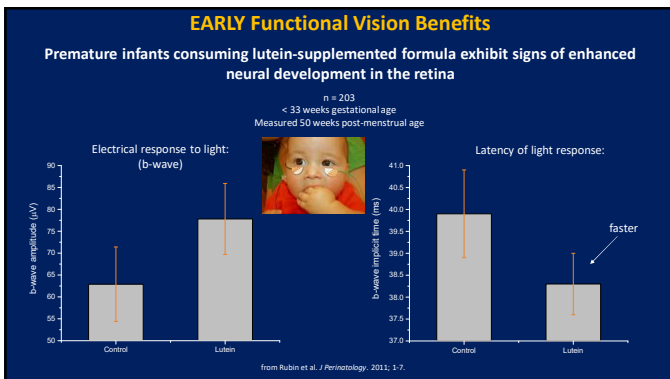 EARLY Functional Vision Benefits
Premature infants consuming lutein-supplemented formula exhibit signs of enhanced
neural development in the retina
n = 203
< 33 weeks gestational age
Measured 50 weeks post-menstrual age
Electrical response to light:
(b-wave)
90
85
80
75
70
65
60
55
50
b-wave amplitude (μV)
Control
Lutein
Latency of light response:
41.0
40.5
40.0
39.5
39.0
38.5
38.0
37.5
37.0
b-wave implicit time (ms)
faster
Control
Lutein
from Rubin et al. J Perinatology. 2011; 1-7.